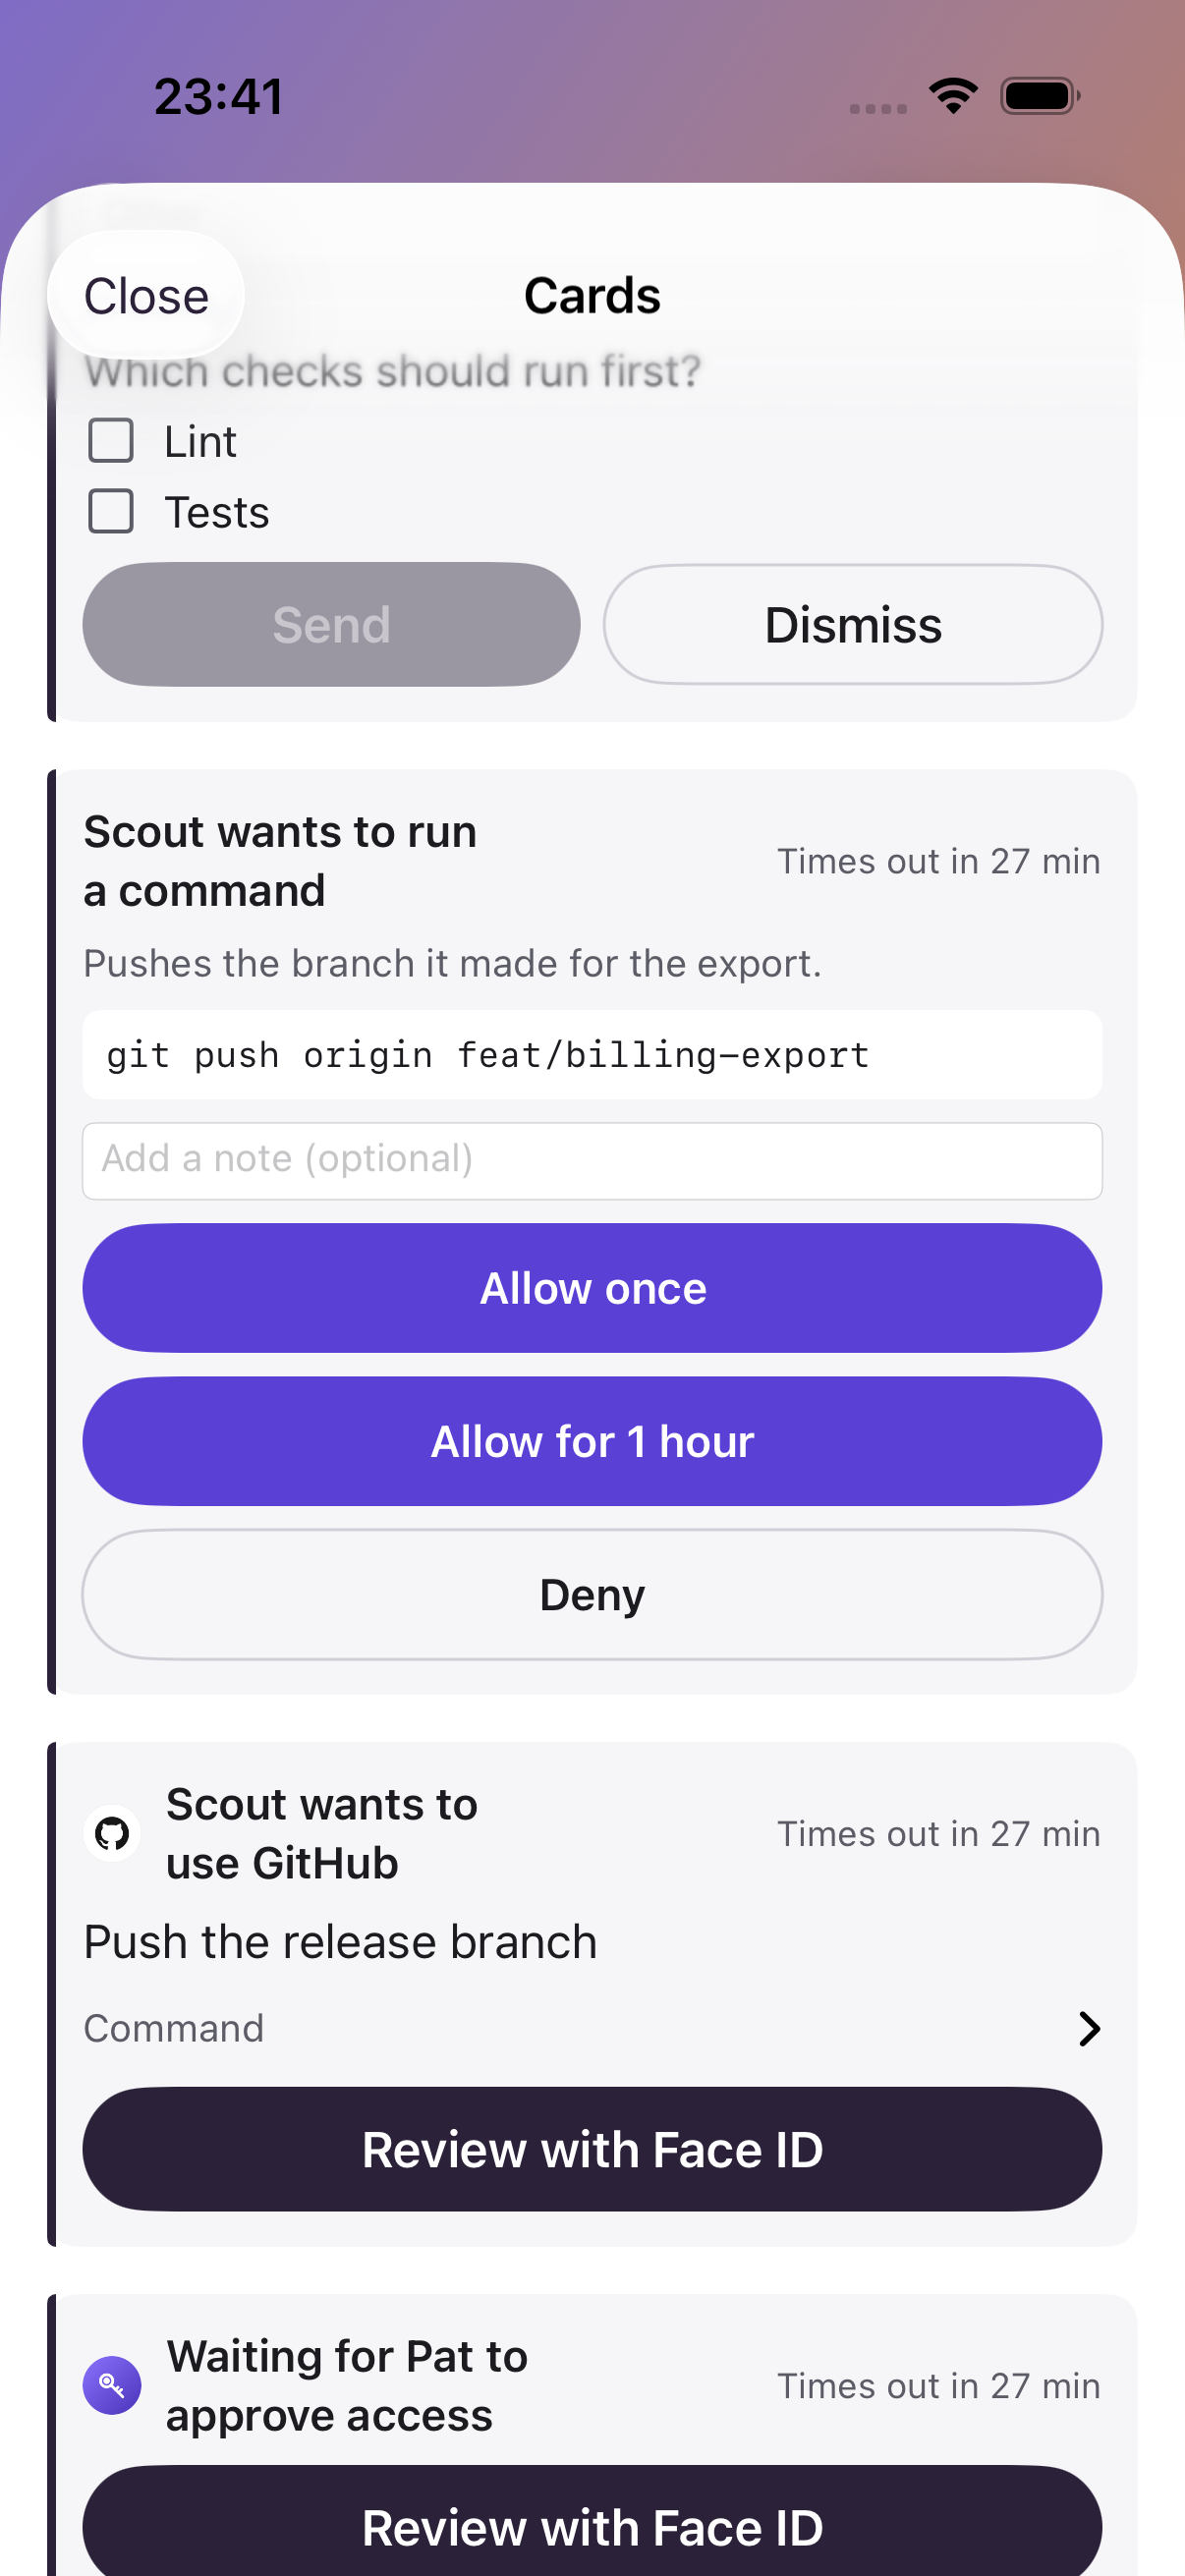 23:41
Close
Cards
Which checks should run first?
Lint
Tests
Send
Dismiss
Scout wants to run
a command
Times out in 27 min
Pushes the branch it made for the export.
git push origin feat/billing-export
Add a note (optional)
Allow once
Allow for 1 hour
Deny
Scout wants to
use GitHub
Times out in 27 min
Push the release branch
Command
Review with Face ID
Waiting for Pat to
approve access
Times out in 27 min
Review with Face ID